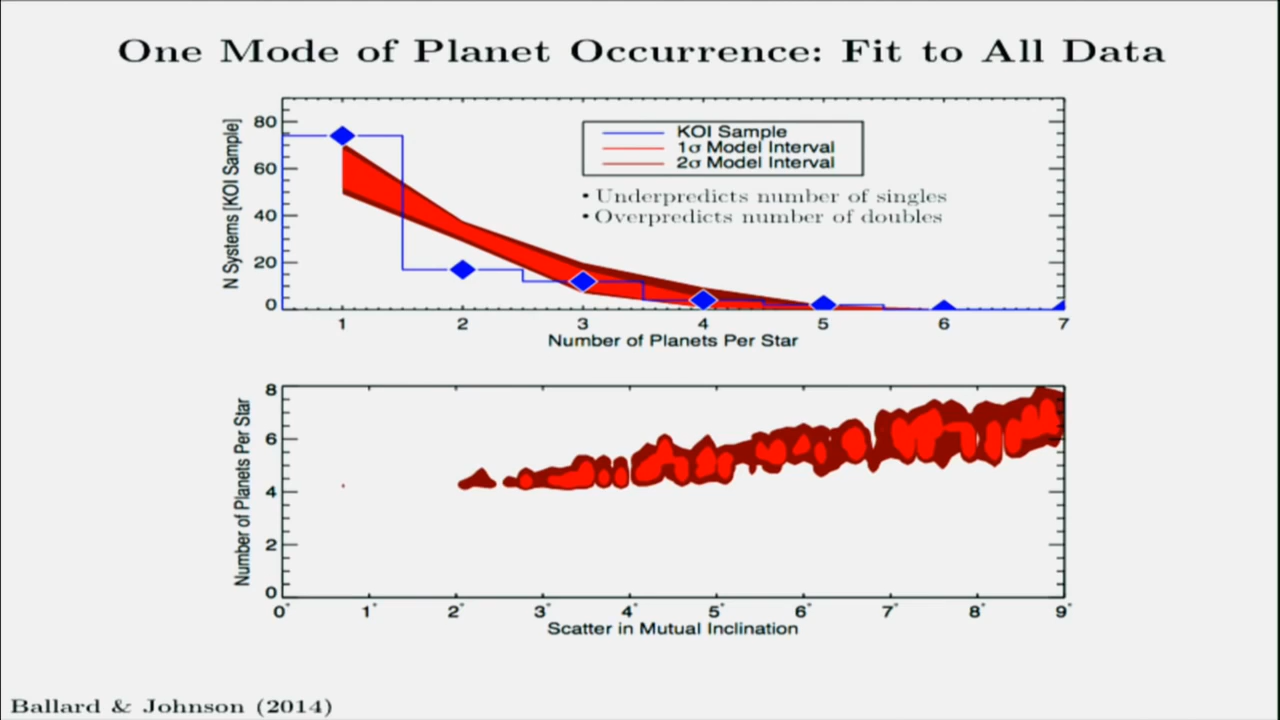 One Mode of Planet Occurrence: Fit to All Data
N Systems [KOI Sample]
80
60
40
20
0
KOI Sample
1σ Model Interval
2σ Model Interval
• Underpredicts number of singles
• Overpredicts number of doubles
1 2 3 4 5 6 7
Number of Planets Per Star
Number of Planets Per Star
8
6
4
2
0
0° 1° 2° 3° 4° 5° 6° 7° 8° 9°
Scatter in Mutual Inclination
Ballard & Johnson (2014)